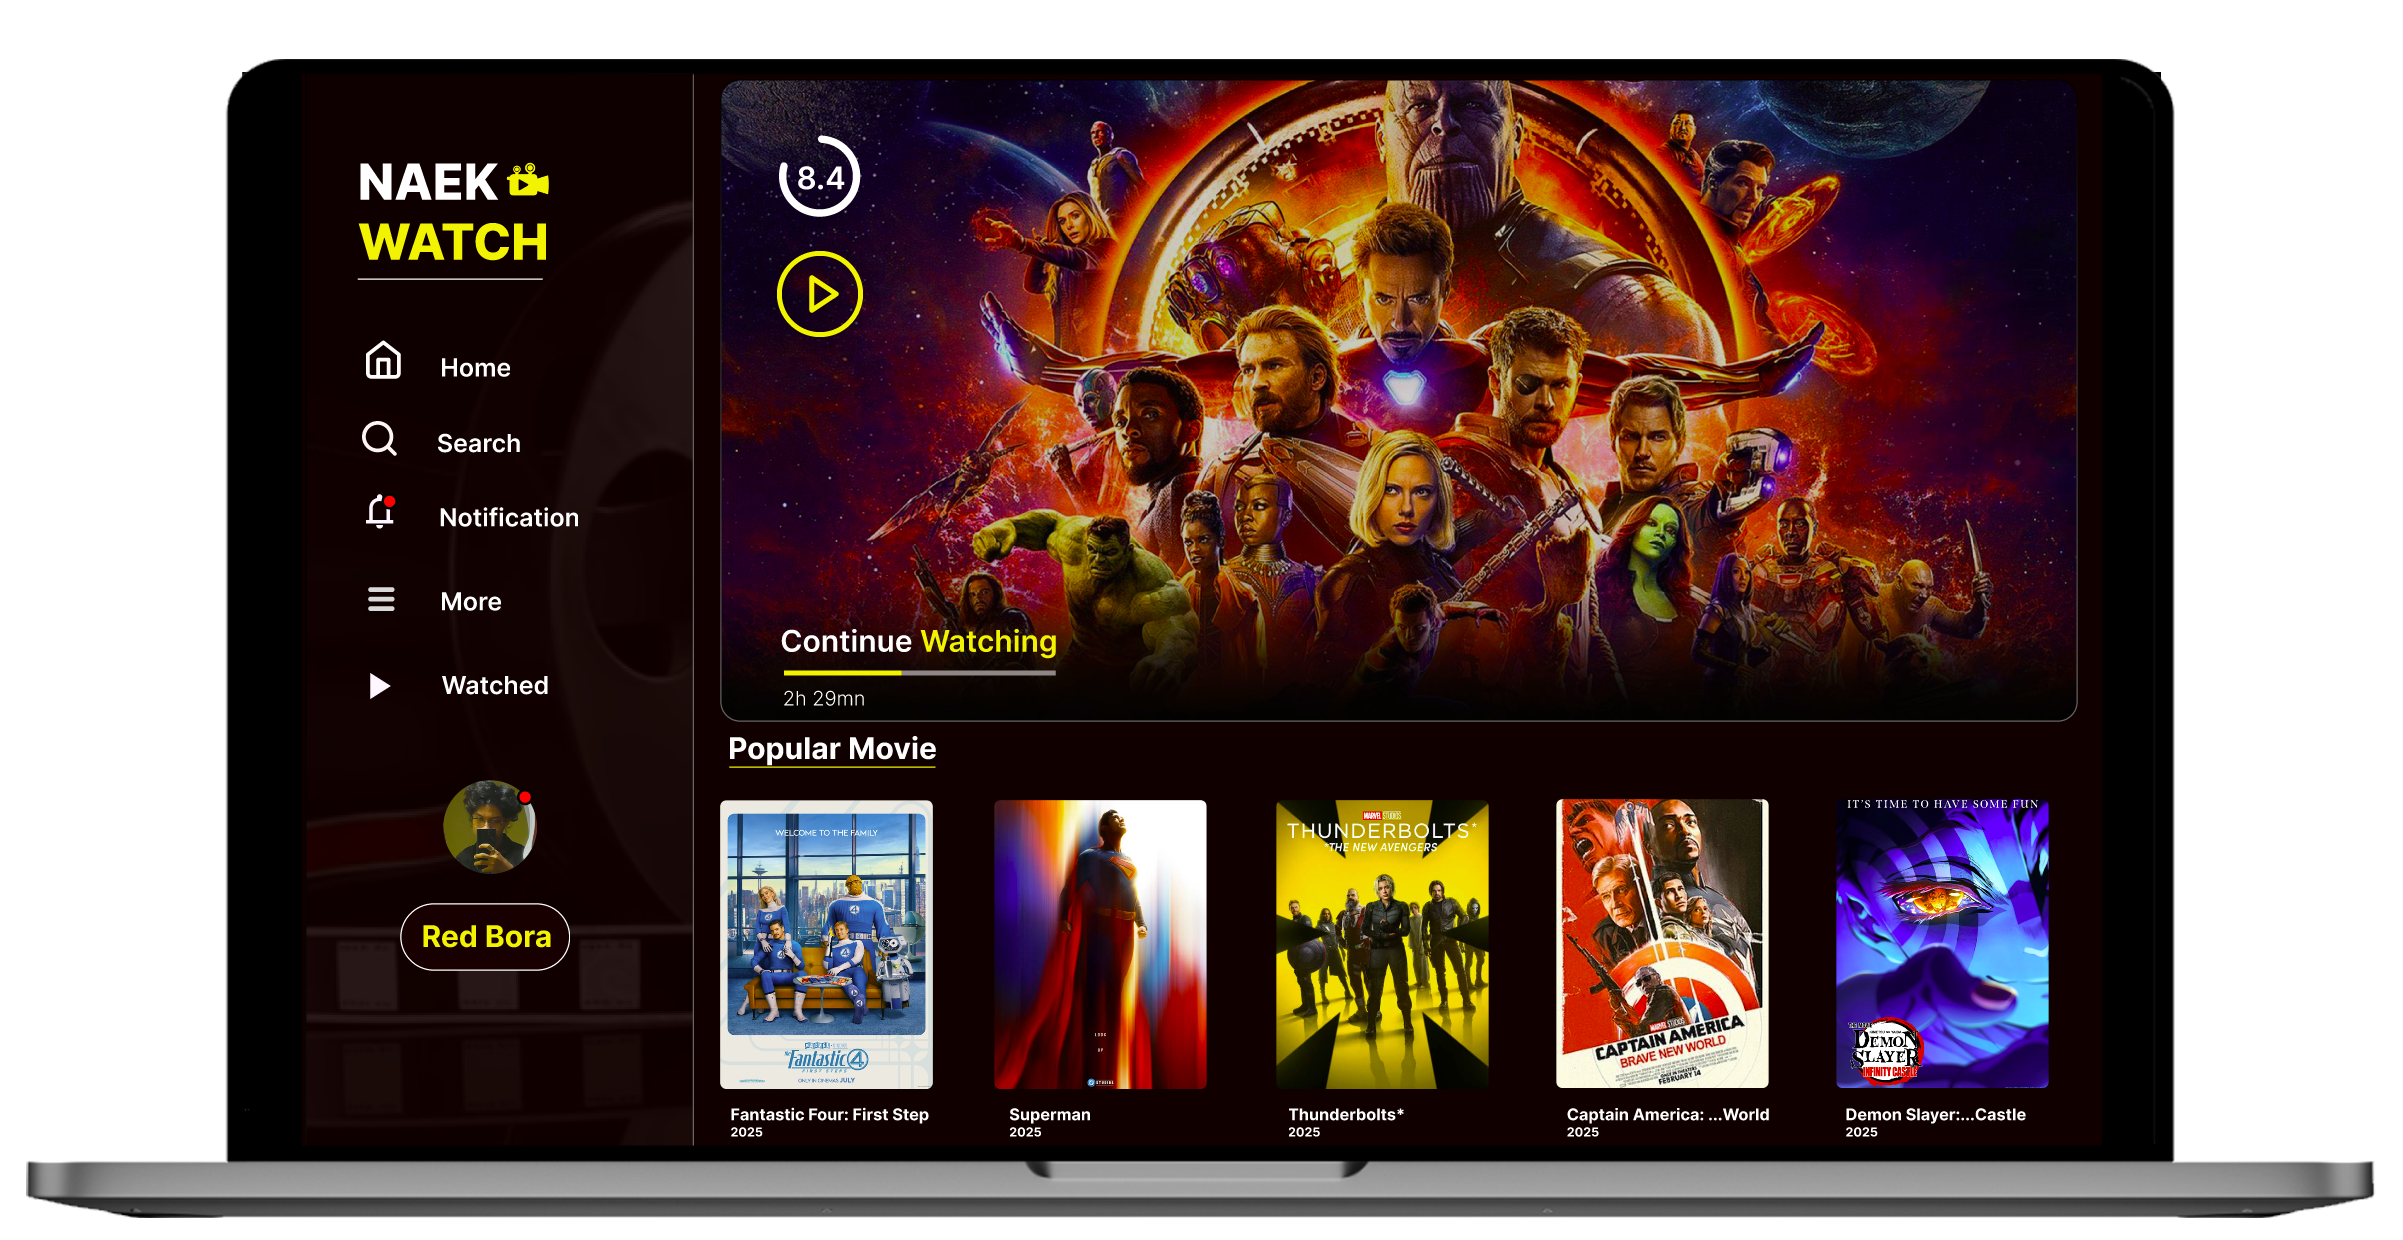 NAEK
WATCH
Home
Search
Notification
More
Watched
Red Bora
8.4
Continue Watching
2h 29mn
Popular Movie
WELCOME TO THE FAMILY
Fantastic 4
FIRST STEPS
ONLY IN CINEMAS JULY
Fantastic Four: First Step
2025
LOOK
UP
STUDIOS
Superman
2025
MARVEL STUDIOS
THUNDERBOLTS*
*THE NEW AVENGERS
Thunderbolts*
2025
MARVEL STUDIOS
CAPTAIN AMERICA
BRAVE NEW WORLD
FEBRUARY 14
Captain America: ...World
2025
IT'S TIME TO HAVE SOME FUN
DEMON
SLAYER
INFINITY CASTLE
Demon Slayer:...Castle
2025